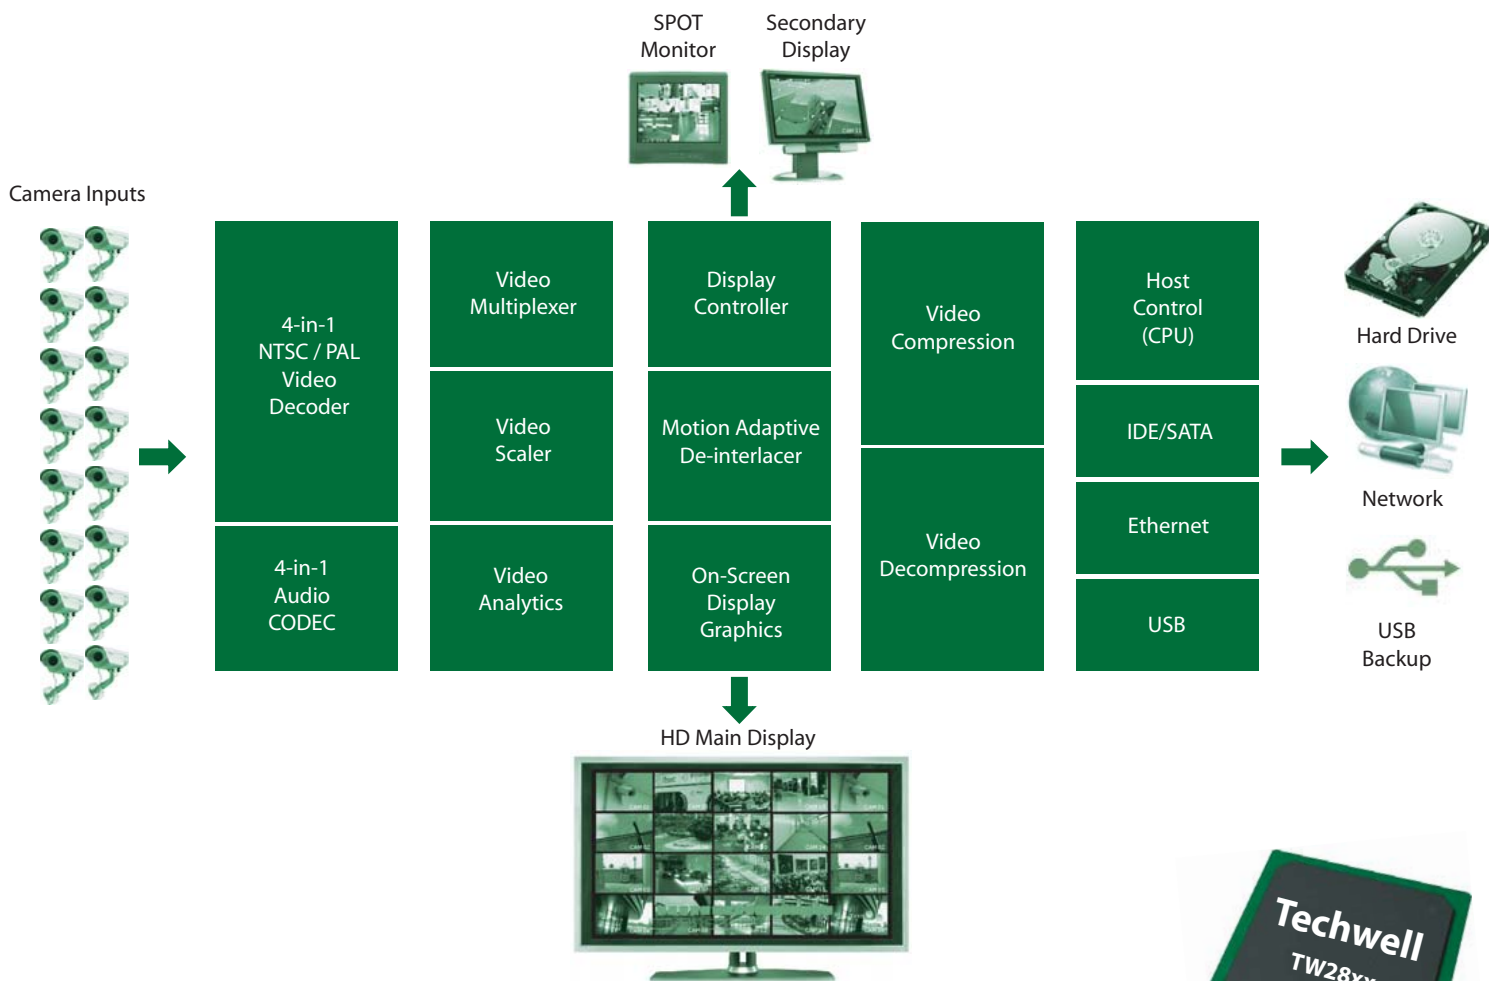 SPOT
Monitor
Secondary
Display
Camera Inputs
4-in-1
NTSC / PAL
Video
Decoder
4-in-1
Audio
CODEC
Video
Multiplexer
Video
Scaler
Video
Analytics
Display
Controller
Motion Adaptive
De-interlacer
On-Screen
Display
Graphics
Video
Compression
Video
Decompression
Host
Control
(CPU)
IDE/SATA
Ethernet
USB
Hard Drive
Network
USB
Backup
HD Main Display
Techwell
TW28xx